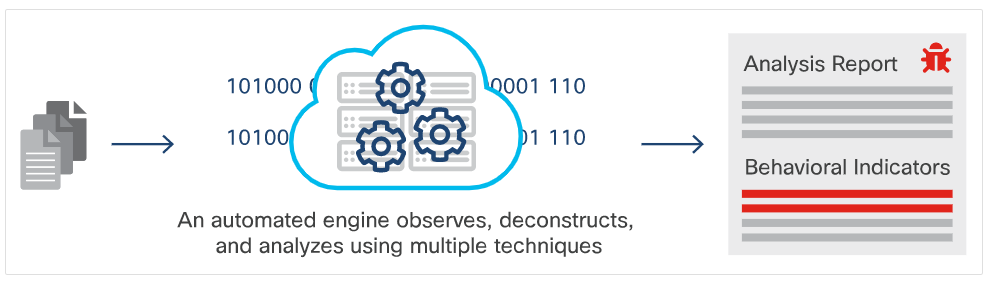 101000 0001 110
10100 01 110
An automated engine observes, deconstructs,
and analyzes using multiple techniques
Analysis Report
Behavioral Indicators